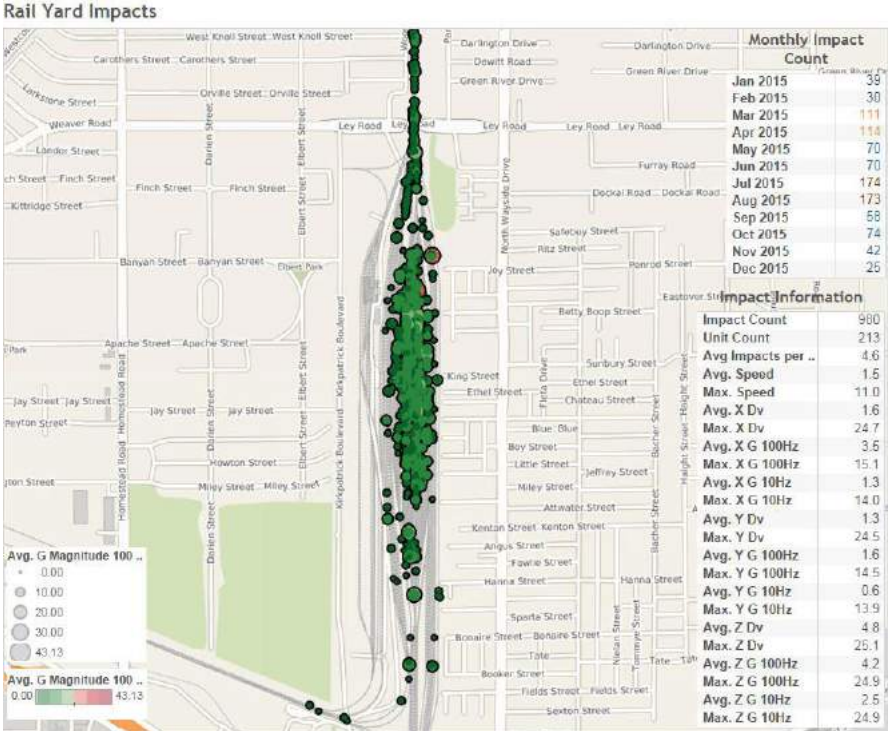 Rail Yard Impacts
West Knoll Street West Knoll Street
Carothers Street Carothers Street
Orville Street Orville Street
Larkstone Street
Weaver Road
Landor Street
Darien Street
Elbert Street
Ley Road Ley Road Ley Road Ley Road Ley Road
Darlington Drive Darlington Drive
Dewitt Road
Green River Drive Green River Drive
Furray Road
Finch Street Finch Street Finch Street
Kittridge Street
Dockal Road Dockal Road
North Wayside Drive
Safebuy Street
Ritz Street
Banyan Street Banyan Street
Elbert Park
Joy Street
Penrod Street
Betty Boop Street
Park
Apache Street Apache Street
Homestead Road Homestead Road
Kirkpatrick Boulevard Kirkpatrick Boulevard
Sunbury Street
King Street
Ethel Street
Ethel Street
Chateau Street
Fleta Drive
Jay Street Jay Street Jay Street Jay Street
Peyton Street
Darien Street
Elbert Street
Bacher Street Bacher Street
Haight Street Haight Street
Blue Blue
Boy Street
Howton Street
Little Street
Jeffrey Street
Miley Street Miley Street
Miley Street
Attwater Street
Darien Street
Kenton Street Kenton Street
Angus Street
Fowlie Street
Hanna Street Hanna Street
Sparta Street
Bonaire Street Bonaire Street
Tate
Tate
Booker Street
Fields Street Fields Street
Sexton Street
Monthly Impact
Count
Jan 2015 39
Feb 2015 30
Mar 2015 111
Apr 2015 114
May 2015 70
Jun 2015 70
Jul 2015 174
Aug 2015 173
Sep 2015 58
Oct 2015 74
Nov 2015 42
Dec 2015 25
Impact Information
Impact Count 980
Unit Count 213
Avg Impacts per .. 4.6
Avg. Speed 1.5
Max. Speed 11.0
Avg. X Dv 1.6
Max. X Dv 24.7
Avg. X G 100Hz 3.5
Max. X G 100Hz 15.1
Avg. X G 10Hz 1.3
Max. X G 10Hz 14.0
Avg. Y Dv 1.3
Max. Y Dv 24.5
Avg. Y G 100Hz 1.6
Max. Y G 100Hz 14.5
Avg. Y G 10Hz 0.6
Max. Y G 10Hz 13.9
Avg. Z Dv 4.8
Max. Z Dv 25.1
Avg. Z G 100Hz 4.2
Max. Z G 100Hz 24.9
Avg. Z G 10Hz 2.5
Max. Z G 10Hz 24.9
Avg. G Magnitude 100 ..
0.00
10.00
20.00
30.00
43.13
Avg. G Magnitude 100 ..
0.00 43.13